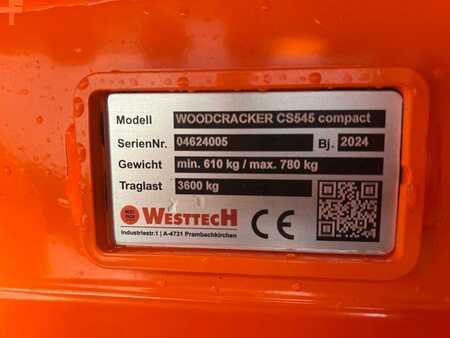 Modell WOODCRACKER CS545 compact
SerienNr. 04624005 Bj. 2024
Gewicht min. 610 kg / max. 780 kg
Traglast 3600 kg
WESTTECH CE
Industriestr.1 | A-4731 Prambachkirchen